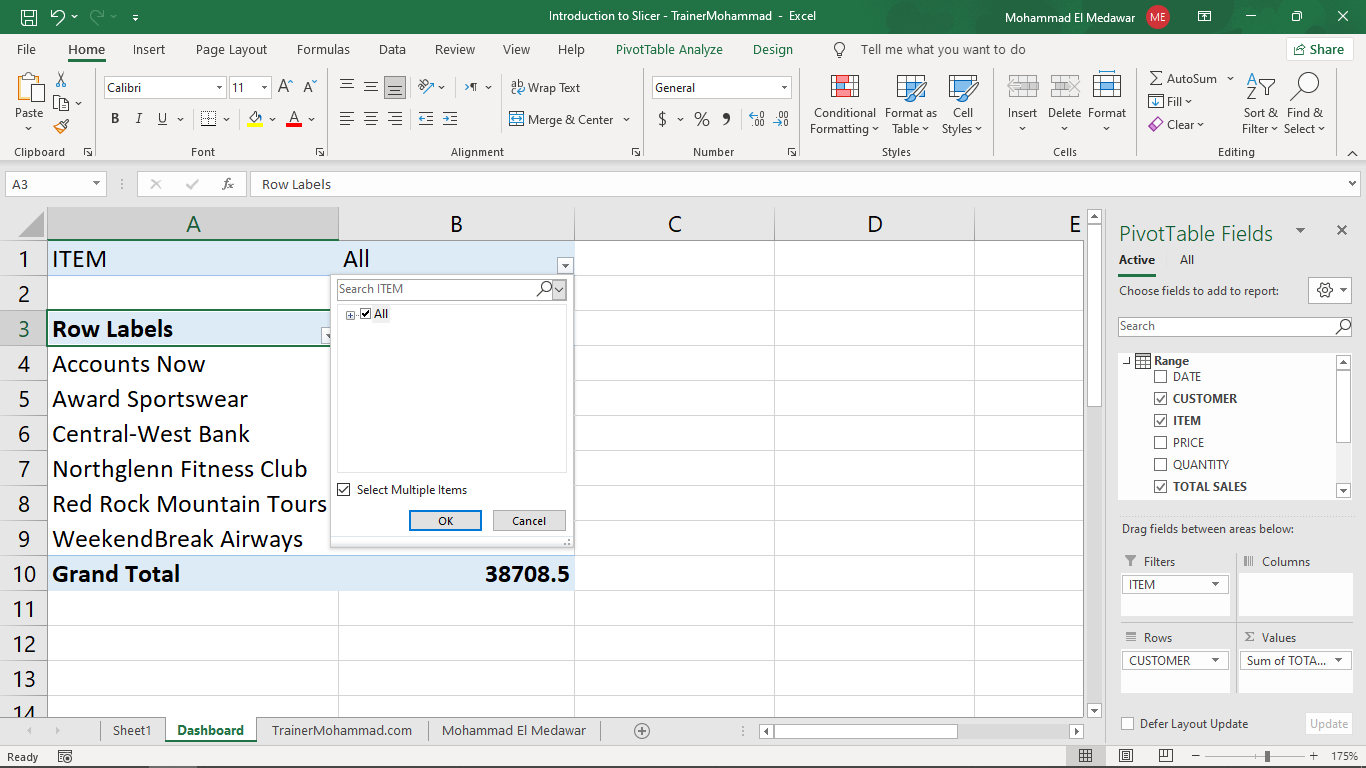 Introduction to Slicer - TrainerMohammad - Excel
Mohammad El Medawar ME
File Home Insert Page Layout Formulas Data Review View Help PivotTable Analyze Design Tell me what you want to do Share
Paste
Clipboard
Calibri 11
B I U A
Font
ab Wrap Text
Merge & Center
Alignment
General
$ % 9 .00 .00
Number
Conditional Formatting
Format as Table
Cell Styles
Styles
Insert Delete Format
Cells
AutoSum
Fill
Clear
Sort & Filter
Find & Select
Editing
A3 fx Row Labels
A B C D E
1 ITEM All
2
3 Row Labels
4 Accounts Now
5 Award Sportswear
6 Central-West Bank
7 Northglenn Fitness Club
8 Red Rock Mountain Tours
9 WeekendBreak Airways
10 Grand Total 38708.5
11
12
13
14
Search ITEM
All
Select Multiple Items
OK Cancel
PivotTable Fields
Active All
Choose fields to add to report:
Search
Range
DATE
CUSTOMER
ITEM
PRICE
QUANTITY
TOTAL SALES
Drag fields between areas below:
Filters Columns
ITEM
Rows Σ Values
CUSTOMER Sum of TOTA...
Defer Layout Update Update
Sheet1 Dashboard TrainerMohammad.com Mohammad El Medawar
Ready 175%